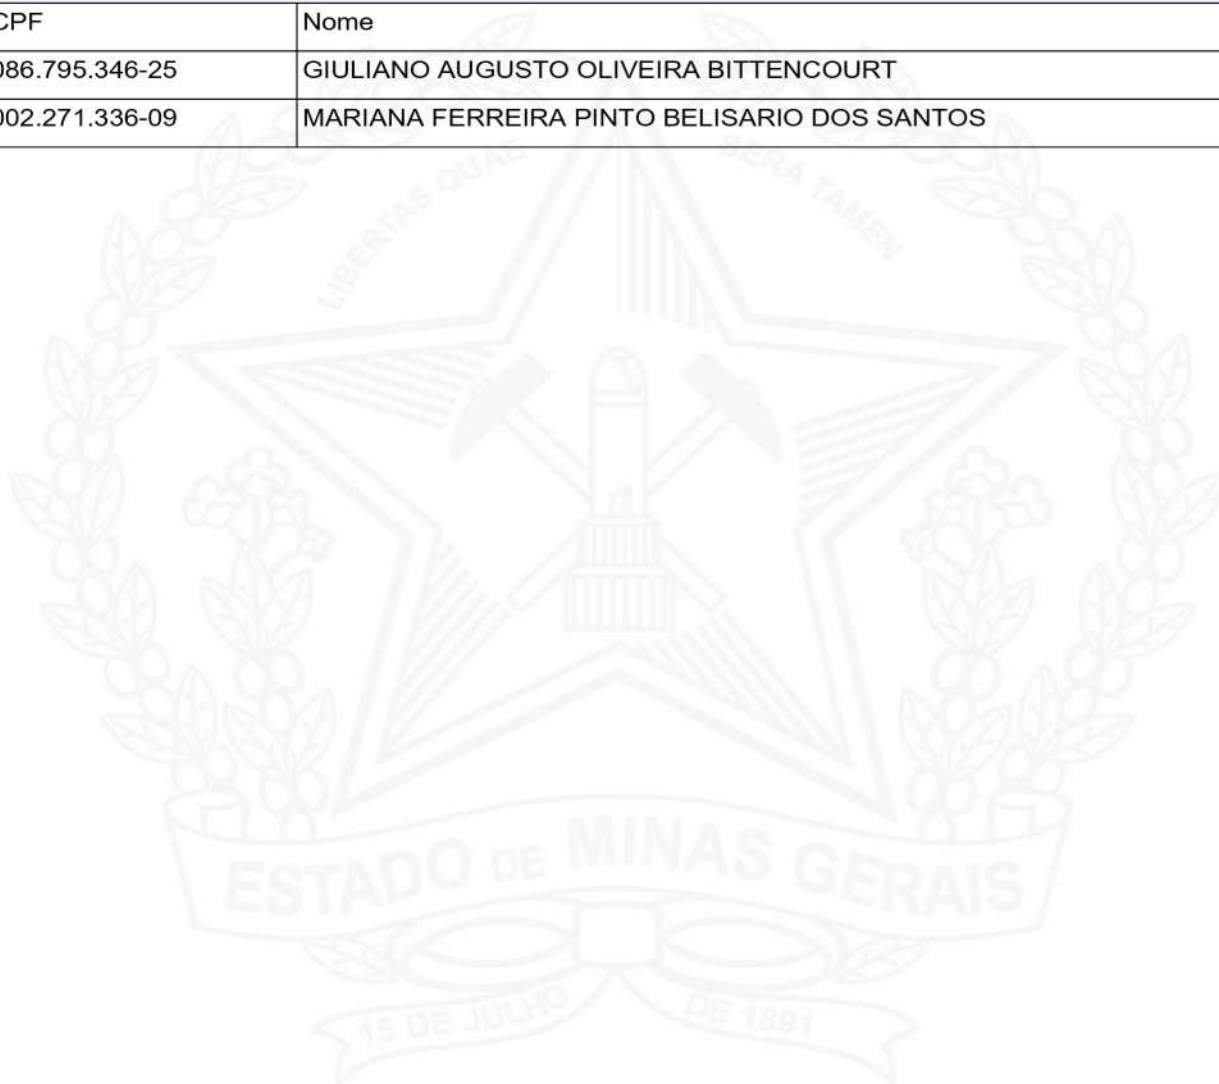 CPF Nome
086.795.346-25 GIULIANO AUGUSTO OLIVEIRA BITTENCOURT
002.271.336-09 MARIANA FERREIRA PINTO BELISARIO DOS SANTOS
LIBERTAS QUAE SERA TAMEN
ESTADO DE MINAS GERAIS
15 DE JULHO DE 1891